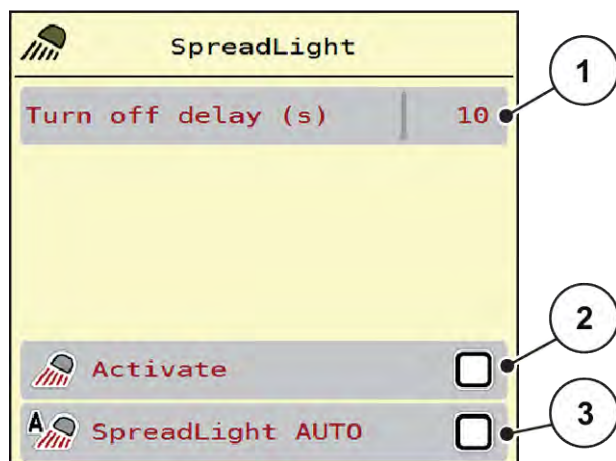 SpreadLight
Turn off delay (s) 10
1
Activate
2
A SpreadLight AUTO
3